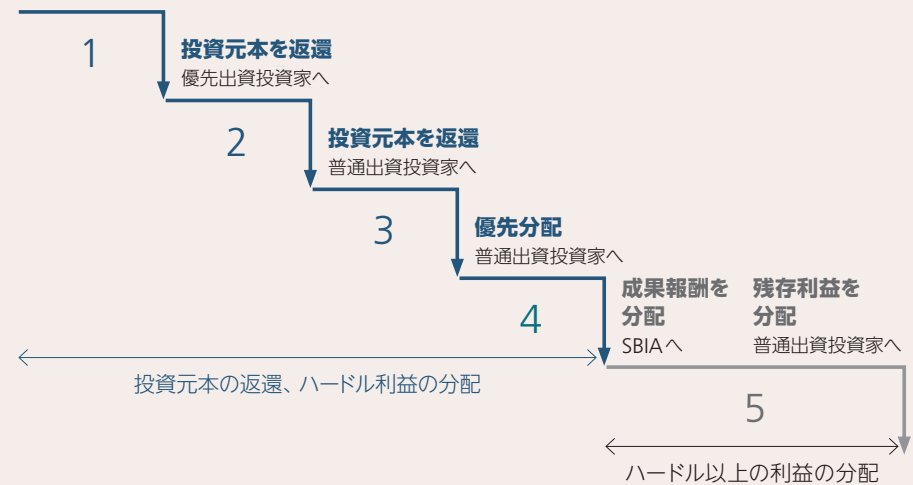 1
投資元本を返還
優先出資投資家へ
2
投資元本を返還
普通出資投資家へ
3
優先分配
普通出資投資家へ
4
成果報酬を
分配
SBIAへ
残存利益を
分配
普通出資投資家へ
投資元本の返還、ハードル利益の分配
5
ハードル以上の利益の分配